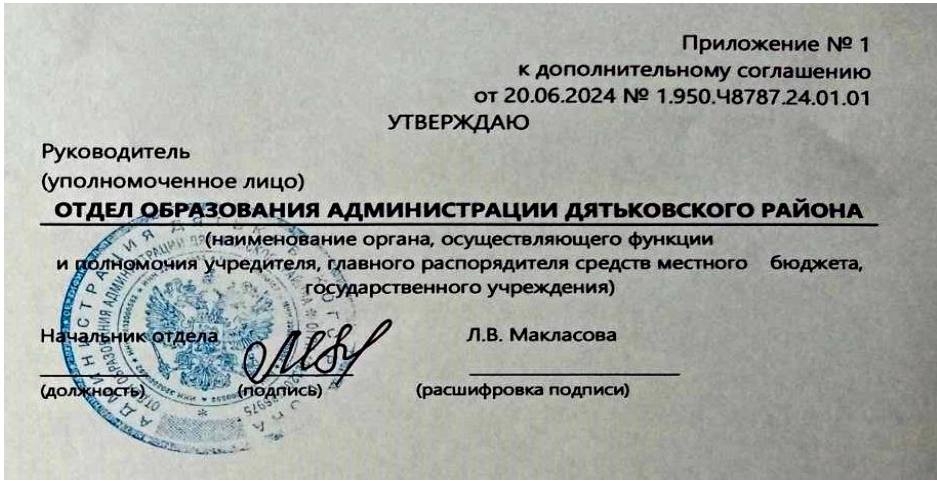 Приложение № 1
к дополнительному соглашению
от 20.06.2024 № 1.950.Ч8787.24.01.01
УТВЕРЖДАЮ
Руководитель
(уполномоченное лицо)
ОТДЕЛ ОБРАЗОВАНИЯ АДМИНИСТРАЦИИ ДЯТЬКОВСКОГО РАЙОНА
(наименование органа, осуществляющего функции
и полномочия учредителя, главного распорядителя средств местного бюджета,
государственного учреждения)
Начальник отдела Л.В. Макласова
(должность) (подпись) (расшифровка подписи)